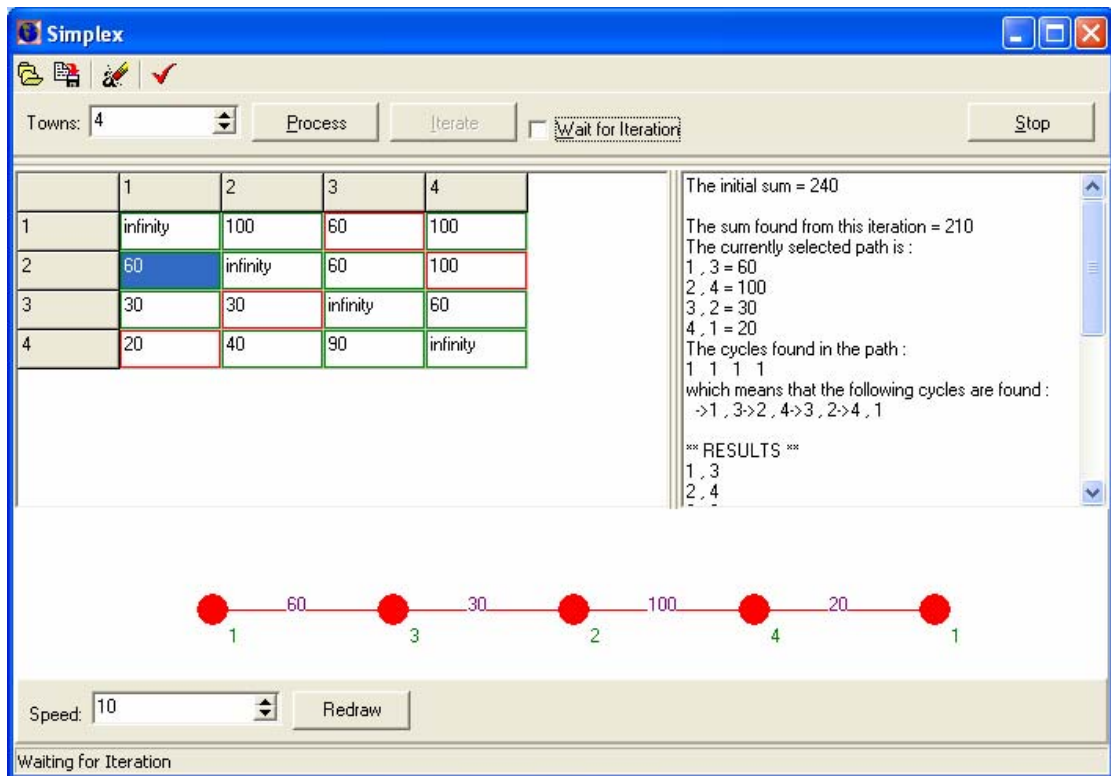 Simplex
Towns: 4 Process Iterate Wait for Iteration Stop
1 2 3 4
1 infinity 100 60 100
2 60 infinity 60 100
3 30 30 infinity 60
4 20 40 90 infinity
The initial sum = 240
The sum found from this iteration = 210
The currently selected path is :
1 , 3 = 60
2 , 4 = 100
3 , 2 = 30
4 , 1 = 20
The cycles found in the path :
1 1 1 1
which means that the following cycles are found :
->1 , 3->2 , 4->3 , 2->4 , 1
** RESULTS **
1 , 3
2 , 4
60 30 100 20
1 3 2 4 1
Speed: 10 Redraw
Waiting for Iteration